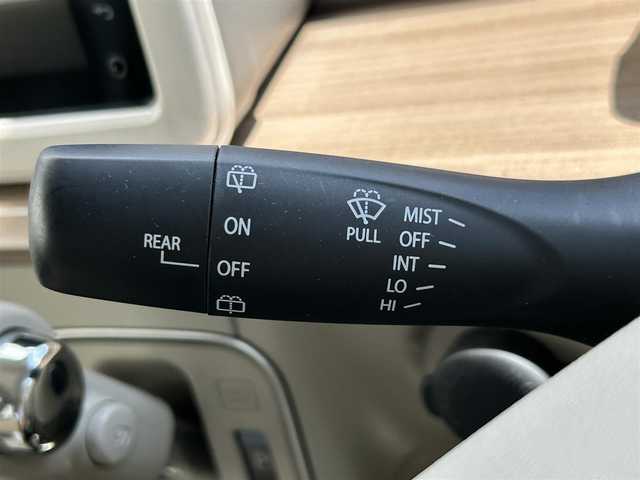 REAR
ON
OFF
PULL
MIST
OFF
INT
LO
HI